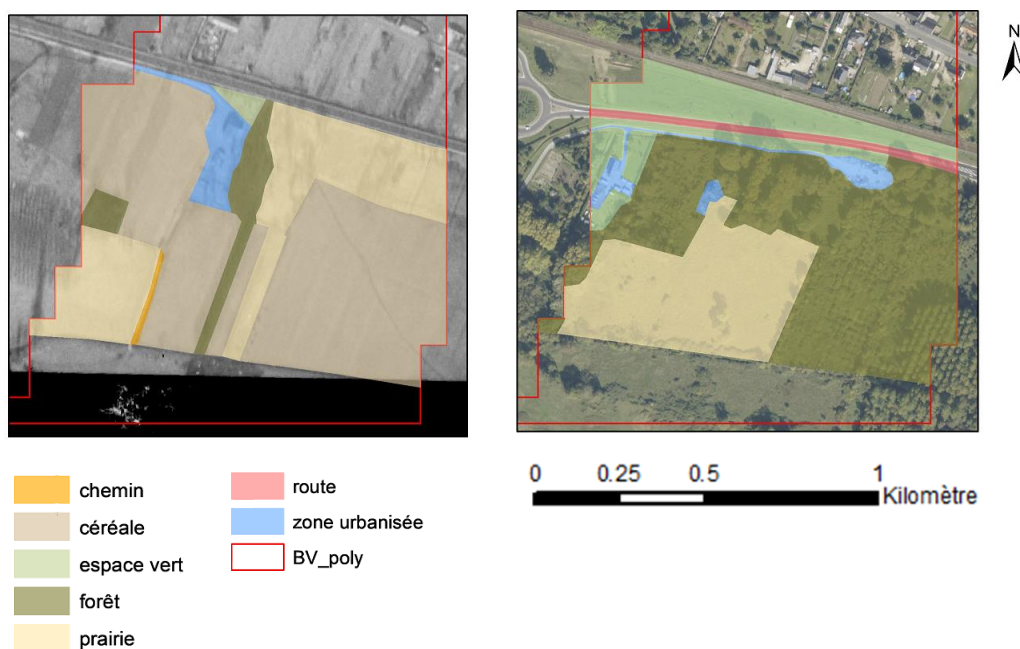 N
chemin
céréale
espace vert
forêt
prairie
route
zone urbanisée
BV_poly
0 0.25 0.5 1
Kilomètre